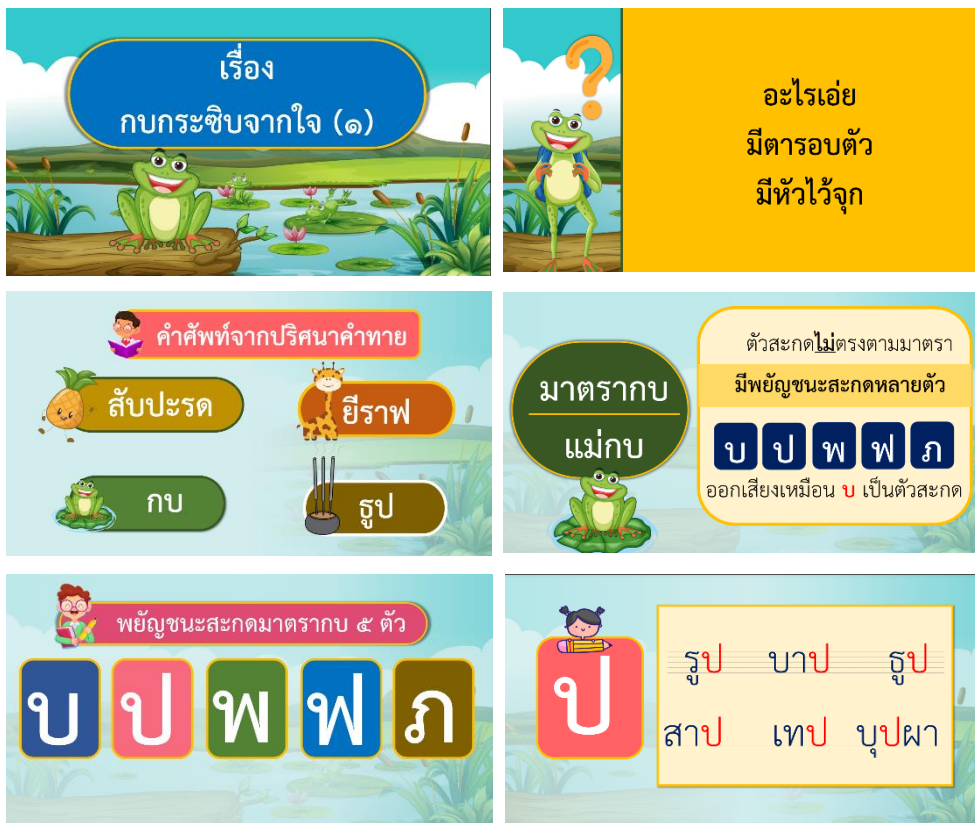 เรื่อง
กบกระซิบจากใจ (๑)
อะไรเอ่ย
มีตารอบตัว
มีหัวไว้จุก
คำศัพท์จากปริศนาคำทาย
สับปะรด
ยีราฟ
กบ
ธูป
มาตรากบ
แม่กบ
ตัวสะกดไม่ตรงตามมาตรา
มีพยัญชนะสะกดหลายตัว
บ ป พ ฟ ภ
ออกเสียงเหมือน บ เป็นตัวสะกด
พยัญชนะสะกดมาตรากบ ๕ ตัว
บ ป พ ฟ ภ
ป
รูป บาป ธูป
สาป เทป บุปผา